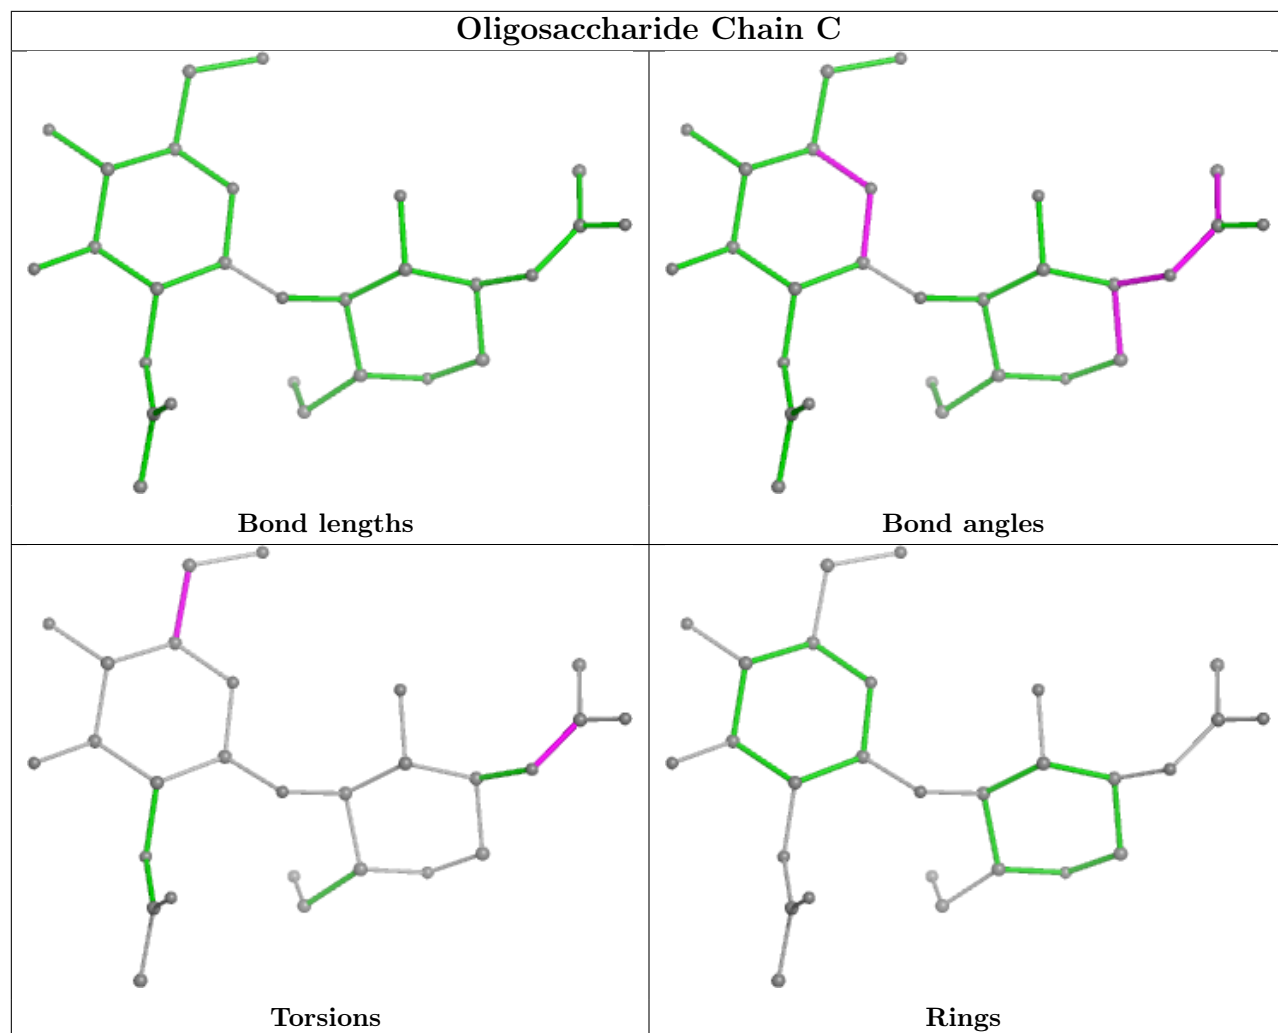 Oligosaccharide Chain C
Bond lengths
Bond angles
Torsions
Rings